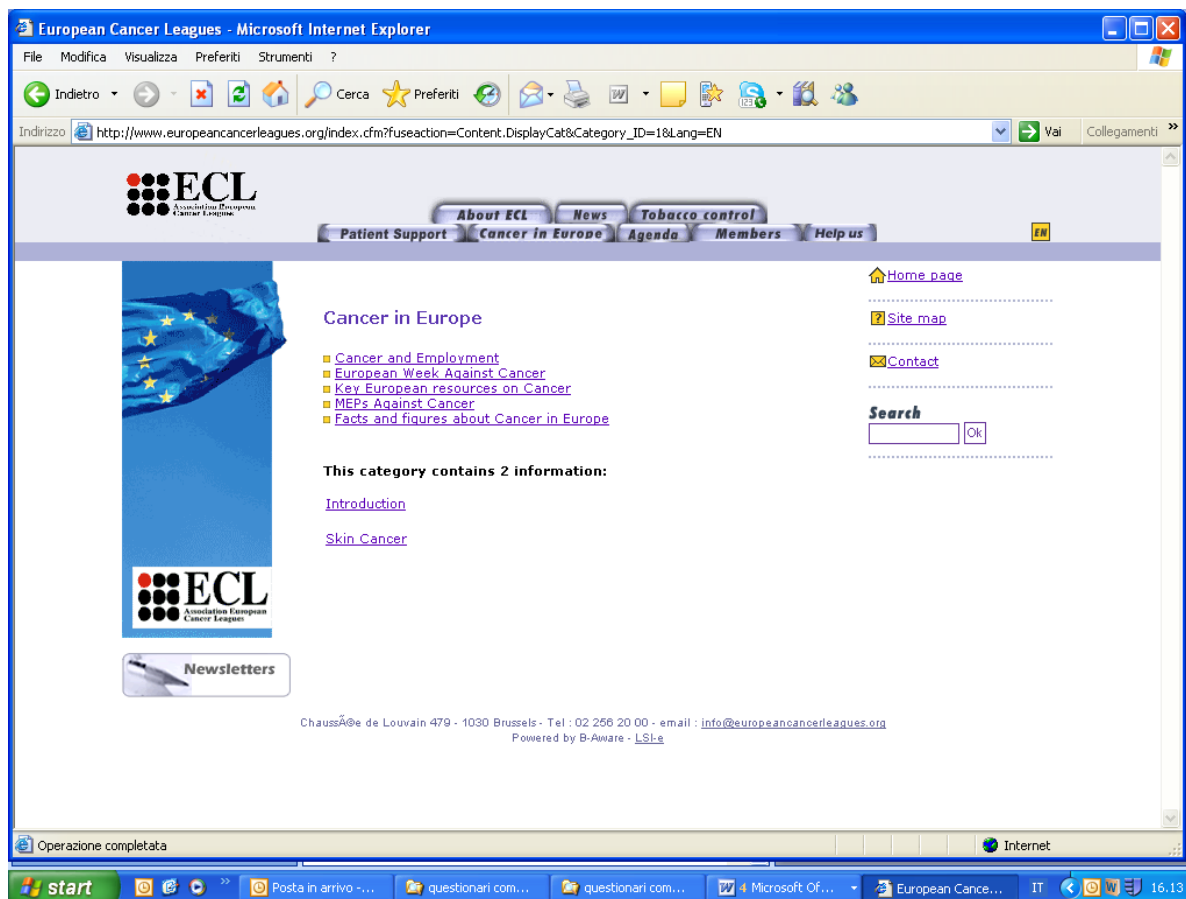 European Cancer Leagues - Microsoft Internet Explorer
File Modifica Visualizza Preferiti Strumenti ?
Indietro Cerca Preferiti
Indirizzo http://www.europeancancerleagues.org/index.cfm?fuseaction=Content.DisplayCat&Category_ID=1&Lang=EN Vai Collegamenti »
ECL
Association European
Cancer Leagues
About ECL News Tobacco control
Patient Support Cancer in Europe Agenda Members Help us
EN
Home page
Site map
Contact
Search
Ok
Cancer in Europe
Cancer and Employment
European Week Against Cancer
Key European resources on Cancer
MEPs Against Cancer
Facts and figures about Cancer in Europe
This category contains 2 information:
Introduction
Skin Cancer
ECL
Association European
Cancer Leagues
Newsletters
ChaussÃ©e de Louvain 479 - 1030 Brussels - Tel : 02 256 20 00 - email : info@europeancancerleagues.org
Powered by B-Aware - LSI-e
Operazione completata Internet
start » Posta in arrivo -... questionari com... questionari com... 4 Microsoft Of... European Cance... IT 16.13